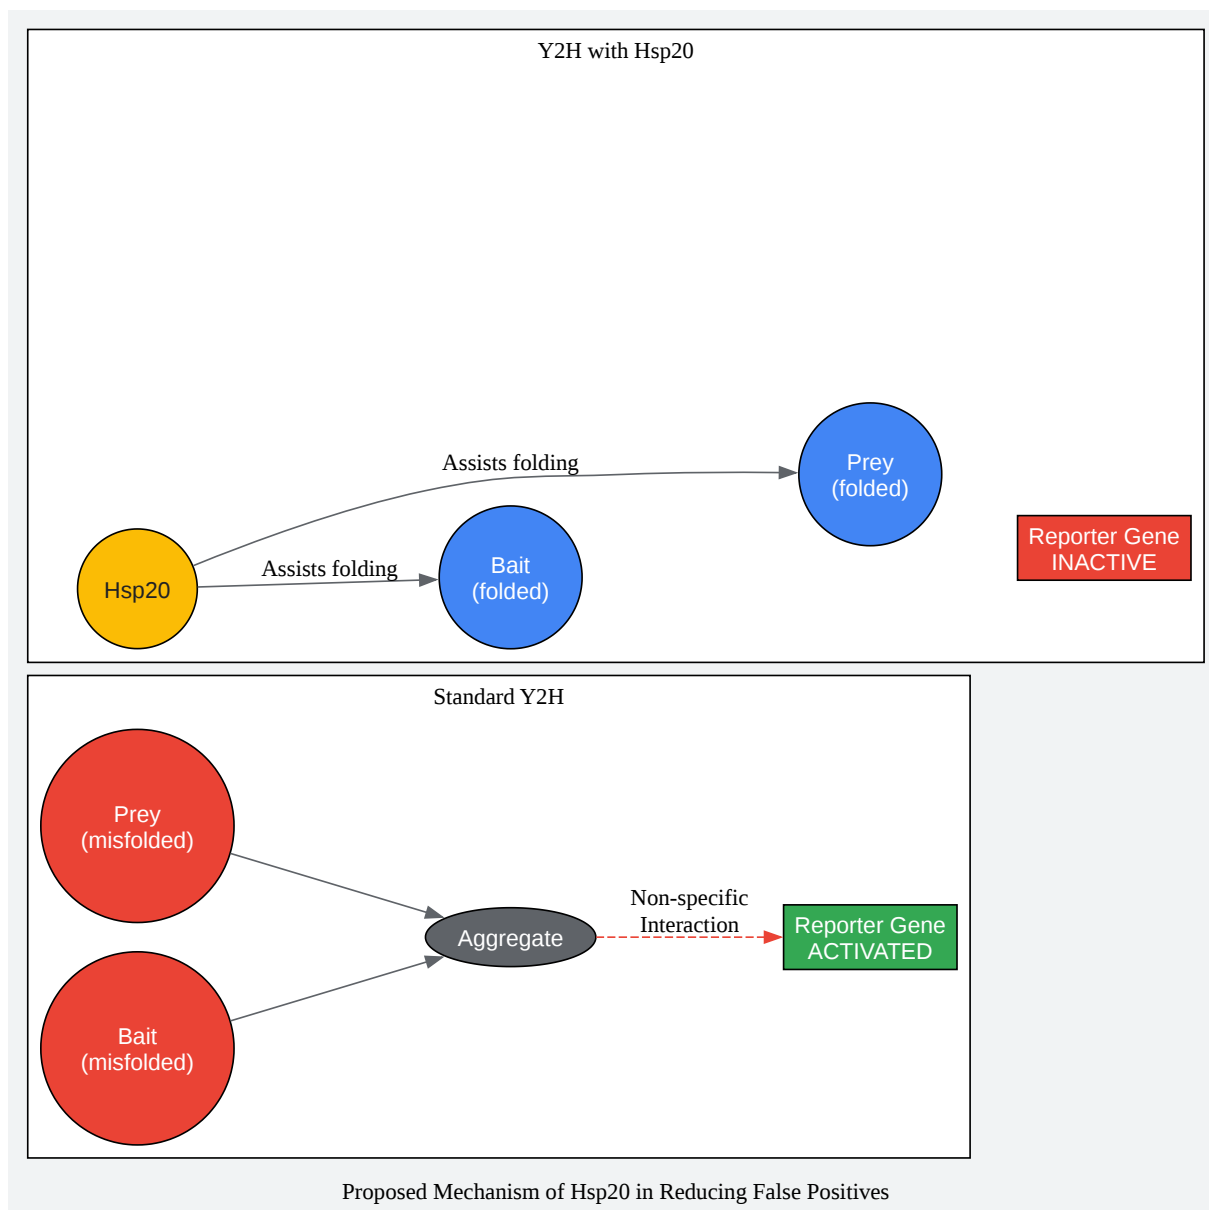 Y2H with Hsp20
Assists folding
Prey
(folded)
Reporter Gene
INACTIVE
Hsp20
Assists folding
Bait
(folded)
Standard Y2H
Prey
(misfolded)
Non-specific
Interaction
Aggregate
Reporter Gene
ACTIVATED
Bait
(misfolded)
Proposed Mechanism of Hsp20 in Reducing False Positives